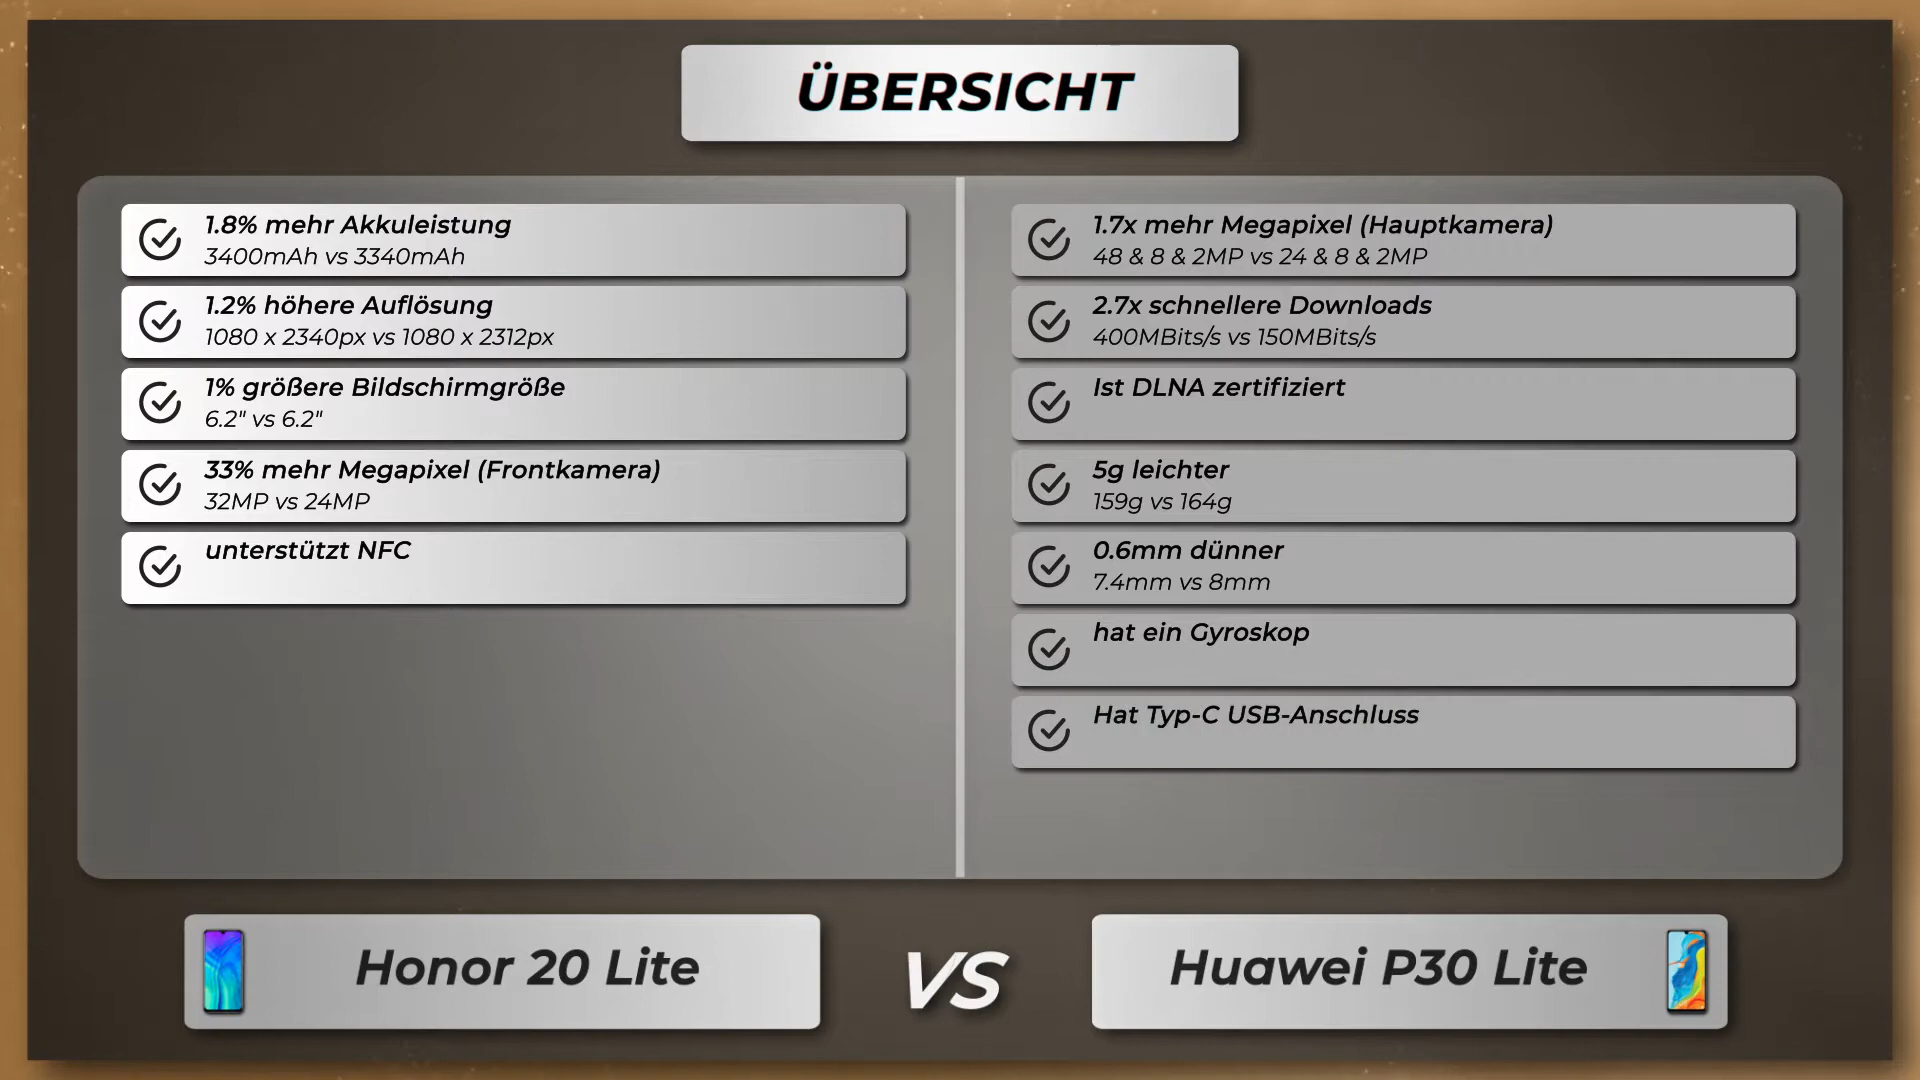 ÜBERSICHT
1.8% mehr Akkuleistung
3400mAh vs 3340mAh
1.2% höhere Auflösung
1080 x 2340px vs 1080 x 2312px
1% größere Bildschirmgröße
6.2" vs 6.2"
33% mehr Megapixel (Frontkamera)
32MP vs 24MP
unterstützt NFC
1.7x mehr Megapixel (Hauptkamera)
48 & 8 & 2MP vs 24 & 8 & 2MP
2.7x schnellere Downloads
400MBits/s vs 150MBits/s
Ist DLNA zertifiziert
5g leichter
159g vs 164g
0.6mm dünner
7.4mm vs 8mm
hat ein Gyroskop
Hat Typ-C USB-Anschluss
Honor 20 Lite
VS
Huawei P30 Lite